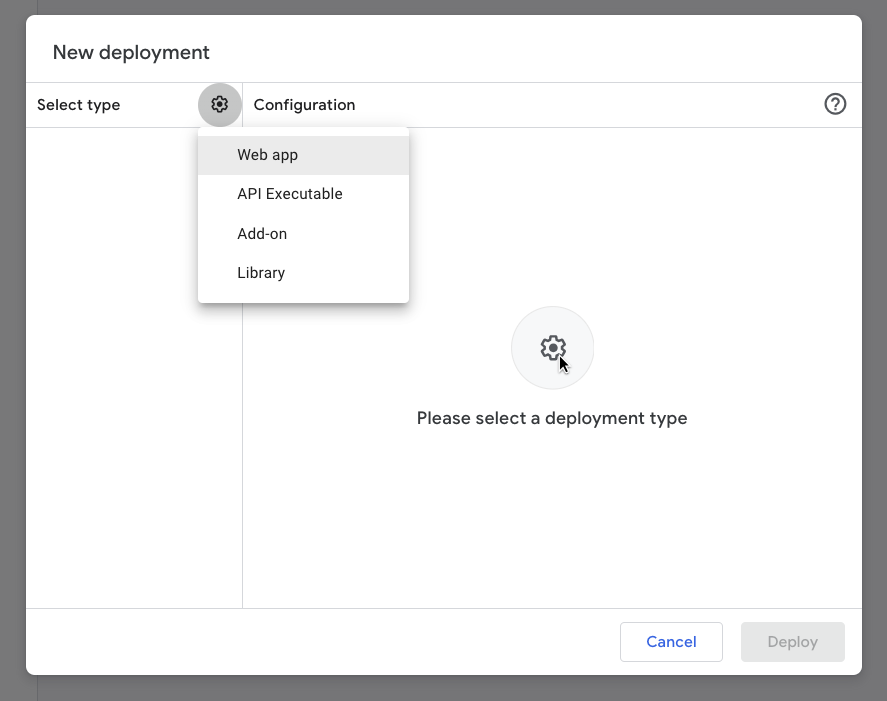 New deployment
Select type
Configuration
Web app
API Executable
Add-on
Library
Please select a deployment type
Cancel
Deploy